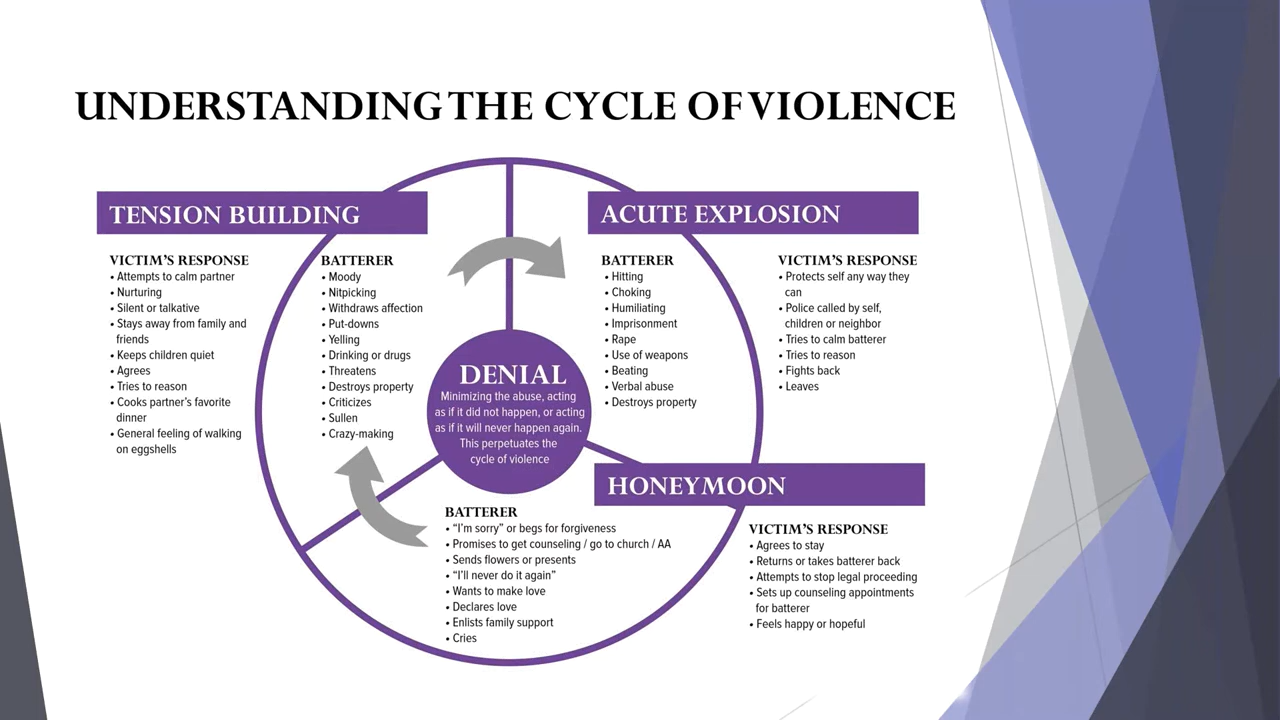 UNDERSTANDING THE CYCLE OF VIOLENCE
TENSION BUILDING
VICTIM'S RESPONSE
• Attempts to calm partner
• Nurturing
• Silent or talkative
• Stays away from family and
friends
• Keeps children quiet
• Agrees
• Tries to reason
• Cooks partner's favorite
dinner
• General feeling of walking
on eggshells
BATTERER
• Moody
• Nitpicking
• Withdraws affection
• Put-downs
• Yelling
• Drinking or drugs
• Threatens
• Destroys property
• Criticizes
• Sullen
• Crazy-making
ACUTE EXPLOSION
BATTERER
• Hitting
• Choking
• Humiliating
• Imprisonment
• Rape
• Use of weapons
• Beating
• Verbal abuse
• Destroys property
VICTIM'S RESPONSE
• Protects self any way they
can
• Police called by self,
children or neighbor
• Tries to calm batterer
• Tries to reason
• Fights back
• Leaves
DENIAL
Minimizing the abuse, acting
as if it did not happen, or acting
as if it will never happen again.
This perpetuates the
cycle of violence
HONEYMOON
BATTERER
• “I'm sorry” or begs for forgiveness
• Promises to get counseling / go to church / AA
• Sends flowers or presents
• “I'll never do it again”
• Wants to make love
• Declares love
• Enlists family support
• Cries
VICTIM'S RESPONSE
• Agrees to stay
• Returns or takes batterer back
• Attempts to stop legal proceeding
• Sets up counseling appointments
for batterer
• Feels happy or hopeful